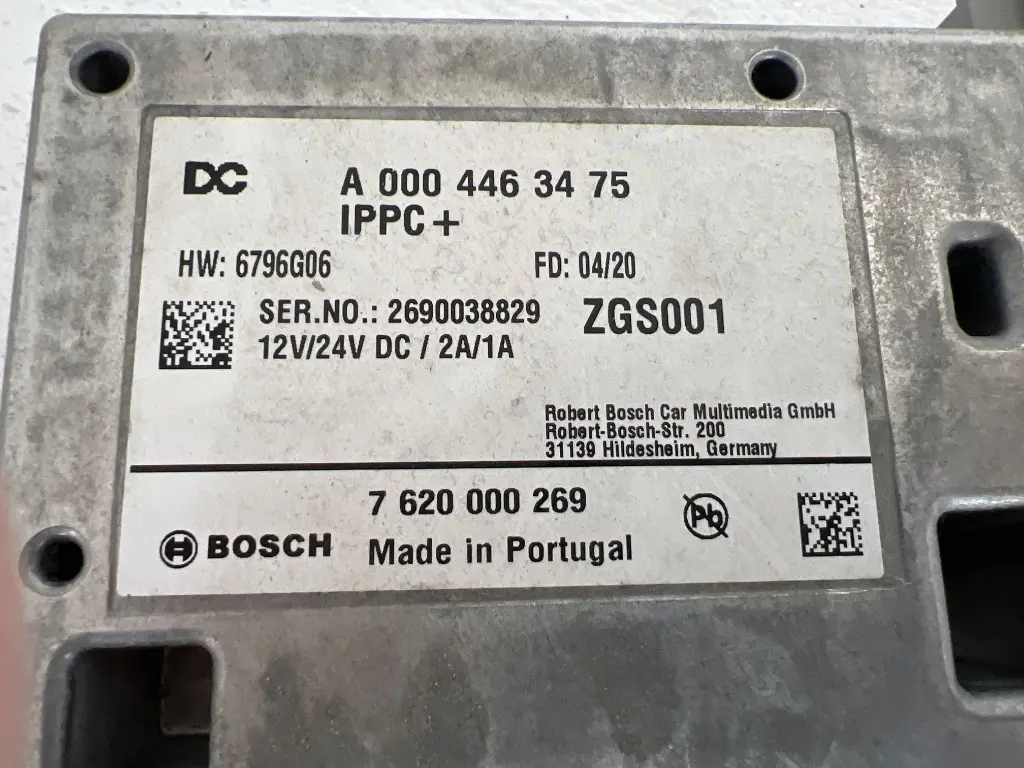 DC A 000 446 34 75
IPPC+
HW: 6796G06 FD: 04/20
SER.NO.: 2690038829 ZGS001
12V/24V DC / 2A/1A
Robert Bosch Car Multimedia GmbH
Robert-Bosch-Str. 200
31139 Hildesheim, Germany
7 620 000 269
Pb
BOSCH Made in Portugal